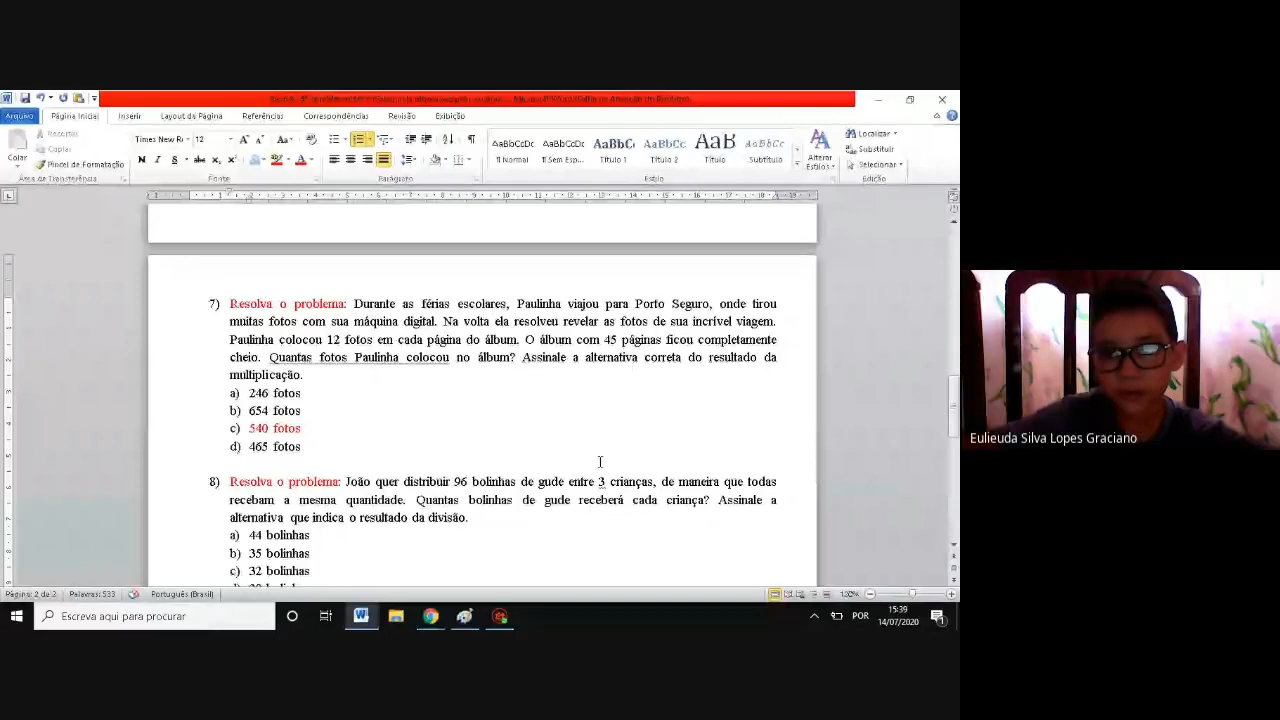 Arquivo Página Inicial Inserir Layout da Página Referências Correspondências Revisão Exibição
Recortar
Copiar
Pincel de Formatação
Colar
Área de Transferência
Times New R 12
N I S abc x₂ x²
Fonte
Parágrafo
AaBbCcDc AaBbCcDc AaBbCc AaBbCc AaB AaBbCc
¶ Normal ¶ Sem Esp... Título 1 Título 2 Título Subtítulo
Alterar Estilos
Estilo
Localizar
Substituir
Selecionar
Edição
7) Resolva o problema: Durante as férias escolares, Paulinha viajou para Porto Seguro, onde tirou
muitas fotos com sua máquina digital. Na volta ela resolveu revelar as fotos de sua incrível viagem.
Paulinha colocou 12 fotos em cada página do álbum. O álbum com 45 páginas ficou completamente
cheio. Quantas fotos Paulinha colocou no álbum? Assinale a alternativa correta do resultado da
multiplicação.
a) 246 fotos
b) 654 fotos
c) 540 fotos
d) 465 fotos
8) Resolva o problema: João quer distribuir 96 bolinhas de gude entre 3 crianças, de maneira que todas
recebam a mesma quantidade. Quantas bolinhas de gude receberá cada criança? Assinale a
alternativa que indica o resultado da divisão.
a) 44 bolinhas
b) 35 bolinhas
c) 32 bolinhas
Página: 2 de 2 Palavras: 533 Português (Brasil) 120%
Escreve aqui para procurar
POR
15:39
14/07/2020
Eulieuda Silva Lopes Graciano